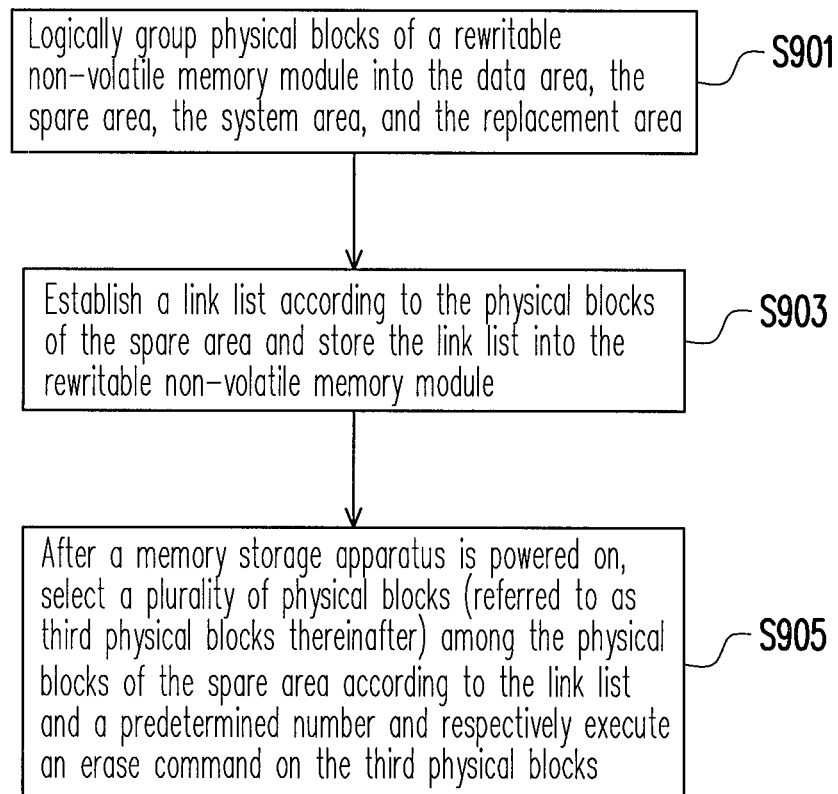 Logically group physical blocks of a rewritable
non-volatile memory module into the data area, the
spare area, the system area, and the replacement area
S901
Establish a link list according to the physical blocks
of the spare area and store the link list into the
rewritable non-volatile memory module
S903
After a memory storage apparatus is powered on,
select a plurality of physical blocks (referred to as
third physical blocks thereinafter) among the physical
blocks of the spare area according to the link list
and a predetermined number and respectively execute
an erase command on the third physical blocks
S905